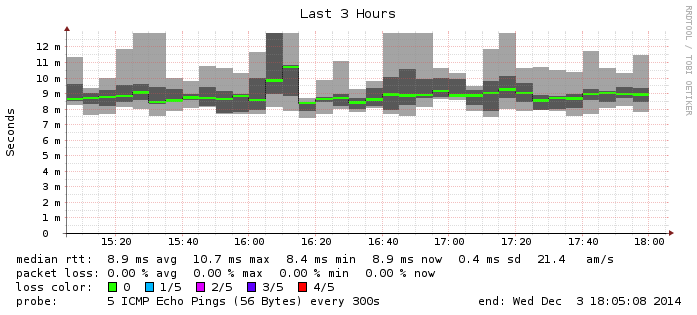 Last 3 Hours
RRDTOOL / TOBI OETIKER
Seconds
12 m
11 m
10 m
9 m
8 m
7 m
6 m
5 m
4 m
3 m
2 m
1 m
0
15:20 15:40 16:00 16:20 16:40 17:00 17:20 17:40 18:00
median rtt: 8.9 ms avg 10.7 ms max 8.4 ms min 8.9 ms now 0.4 ms sd 21.4 am/s
packet loss: 0.00 % avg 0.00 % max 0.00 % min 0.00 % now
loss color: 0 1/5 2/5 3/5 4/5
probe: 5 ICMP Echo Pings (56 Bytes) every 300s end: Wed Dec 3 18:05:08 2014